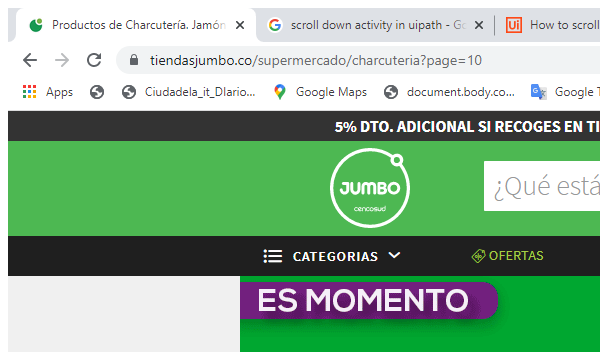 Productos de Charcutería. Jamón
scroll down activity in uipath - Go
How to scroll
tiendasjumbo.co/supermercado/charcuteria?page=10
Apps
Ciudadela_it_DIario...
Google Maps
document.body.co...
Google T
5% DTO. ADICIONAL SI RECOGES EN TI
JUMBO
cencosud
¿Qué está
CATEGORIAS
OFERTAS
ES MOMENTO